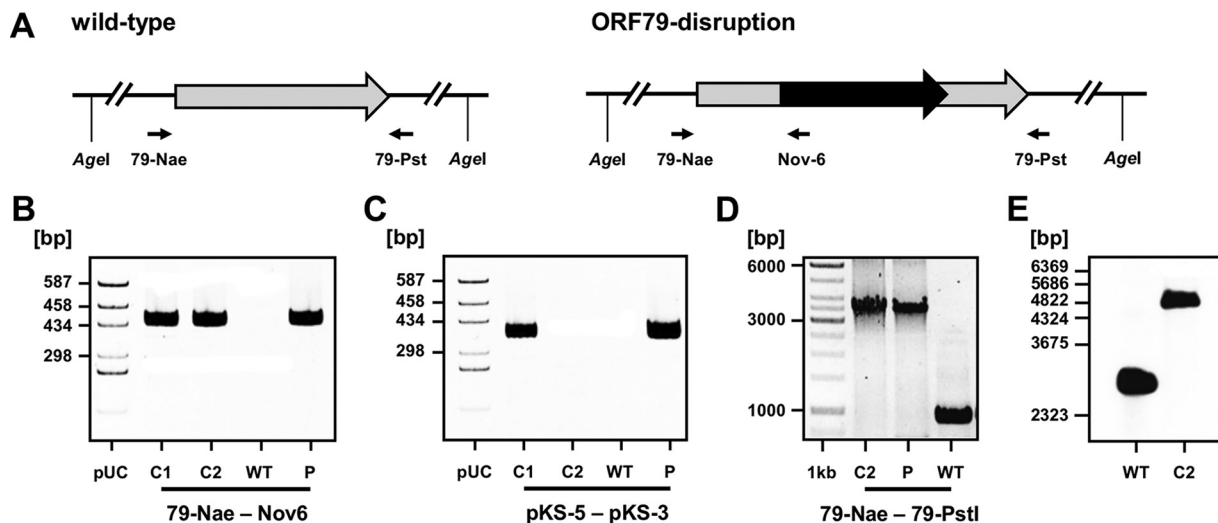 A wild-type ORF79-disruption
AgeI 79-Nae 79-Pst AgeI AgeI 79-Nae Nov-6 79-Pst AgeI
B
[bp]
587
458
434
298
pUC C1 C2 WT P
79-Nae – Nov6
C
[bp]
587
458
434
298
pUC C1 C2 WT P
pKS-5 – pKS-3
D
[bp]
6000
3000
1000
1kb C2 P WT
79-Nae – 79-PstI
E
[bp]
6369
5686
4822
4324
3675
2323
WT C2